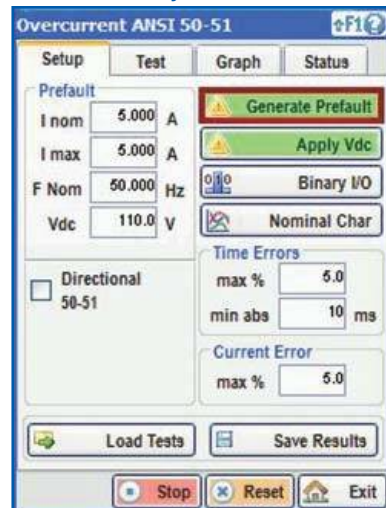 Overcurrent ANSI 50-51 F1
Setup Test Graph Status
Prefault
I nom 5.000 A
I max 5.000 A
F Nom 50.000 Hz
Vdc 110.0 V
Directional
50-51
Generate Prefault
Apply Vdc
Binary I/O
Nominal Char
Time Errors
max % 5.0
min abs 10 ms
Current Error
max % 5.0
Load Tests Save Results
Stop Reset Exit